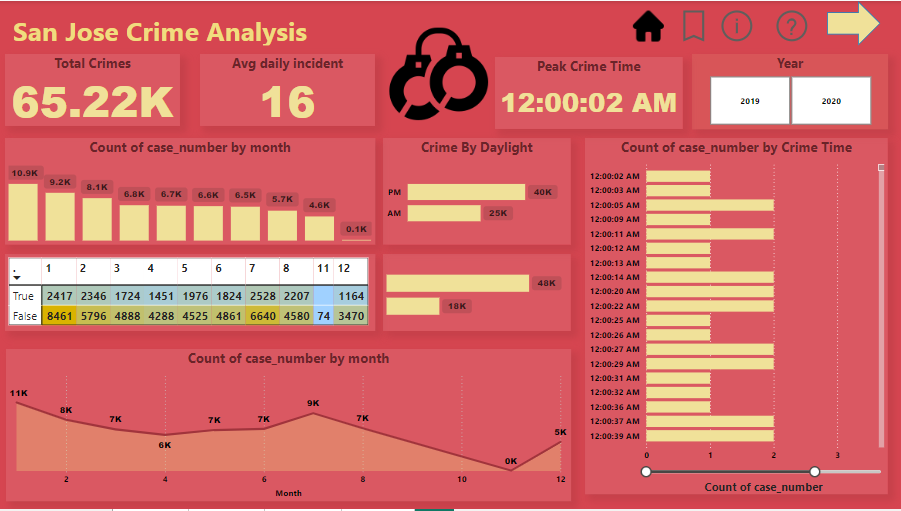 San Jose Crime Analysis
Total Crimes
65.22K
Avg daily incident
16
Peak Crime Time
12:00:02 AM
Year
2019 2020
Count of case_number by month
10.9K 9.2K 8.1K 6.8K 6.7K 6.6K 6.5K 5.7K 4.6K 0.1K
Crime By Daylight
PM 40K
AM 25K
Count of case_number by Crime Time
12:00:02 AM
12:00:03 AM
12:00:05 AM
12:00:09 AM
12:00:11 AM
12:00:12 AM
12:00:13 AM
12:00:14 AM
12:00:20 AM
12:00:22 AM
12:00:25 AM
12:00:26 AM
12:00:27 AM
12:00:29 AM
12:00:31 AM
12:00:32 AM
12:00:36 AM
12:00:37 AM
12:00:39 AM
0 1 2 3
Count of case_number
. 1 2 3 4 5 6 7 8 11 12
True 2417 2346 1724 1451 1976 1824 2528 2207 1164
False 8461 5796 4888 4288 4525 4861 6640 4580 74 3470
48K
18K
Count of case_number by month
11K 8K 7K 6K 7K 7K 9K 7K 0K 5K
2 4 6 8 10 12
Month